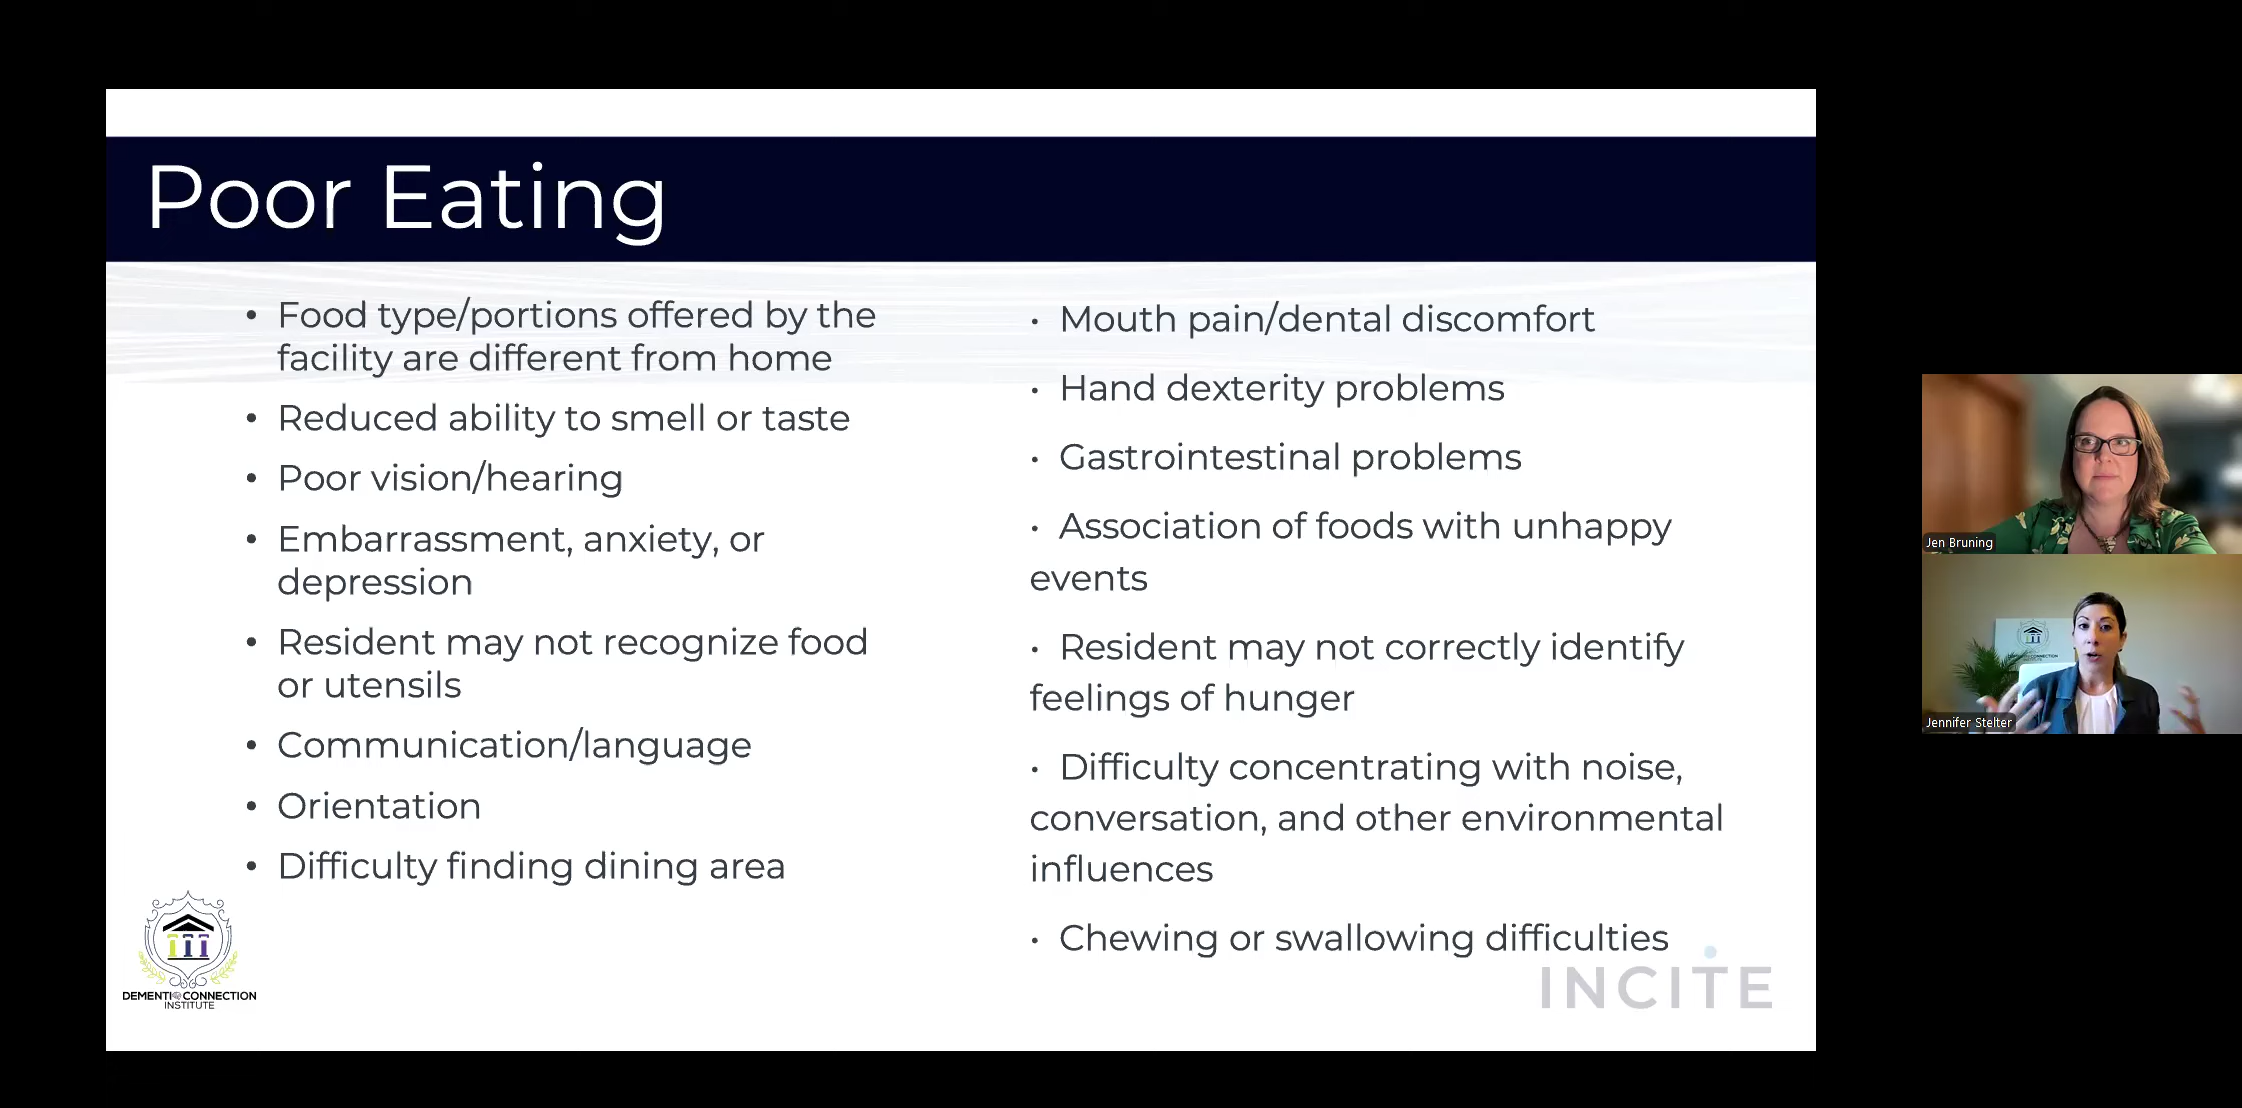 Poor Eating
• Food type/portions offered by the
facility are different from home
• Reduced ability to smell or taste
• Poor vision/hearing
• Embarrassment, anxiety, or
depression
• Resident may not recognize food
or utensils
• Communication/language
• Orientation
• Difficulty finding dining area
• Mouth pain/dental discomfort
• Hand dexterity problems
• Gastrointestinal problems
• Association of foods with unhappy
events
• Resident may not correctly identify
feelings of hunger
• Difficulty concentrating with noise,
conversation, and other environmental
influences
• Chewing or swallowing difficulties
DEMENTIA CONNECTION
INSTITUTE
INCITE
Jen Bruning
Jennifer Stelter